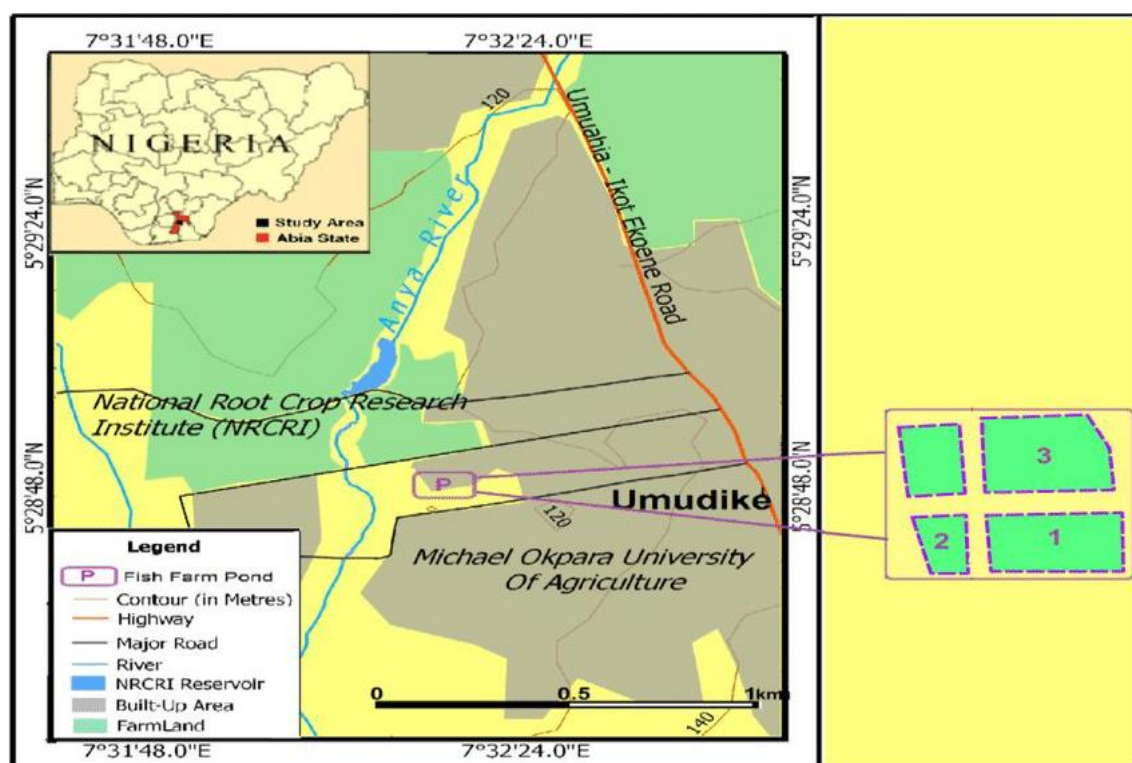 7°31'48.0"E
7°32'24.0"E
NIGERIA
Study Area
Abia State
5°29'24.0"N
5°29'24.0"N
120
Anya River
Umuahia - Ikot Ekpene Road
National Root Crop Research
Institute (NRCRI)
P
3
2
1
5°28'48.0"N
5°28'48.0"N
Umudike
120
Michael Okpara University
Of Agriculture
Legend
P Fish Farm Pond
Contour (in Metres)
Highway
Major Road
River
NRCRI Reservoir
Built-Up Area
FarmLand
0 0.5 1km
140
7°31'48.0"E
7°32'24.0"E